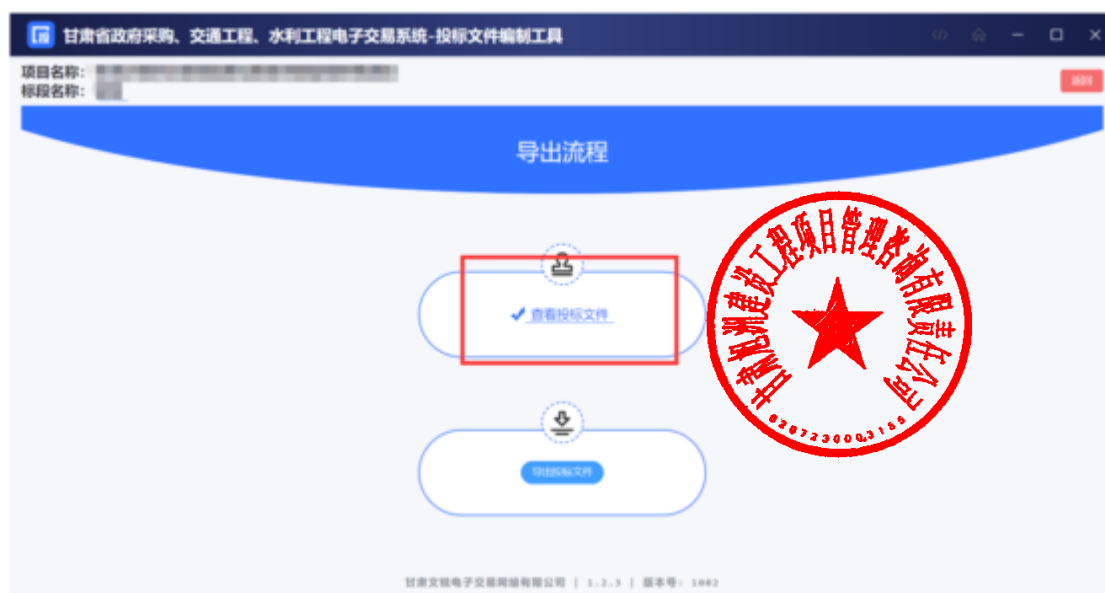 甘肃省政府采购、交通工程、水利工程电子交易系统-投标文件编制工具
项目名称:
标段名称:
返回
导出流程
查看投标文件
导出投标文件
甘肃旭洲建设工程项目管理咨询有限责任公司
6207230003155
甘肃文锐电子交易网络有限公司 | 1.2.3 | 版本号: 1002